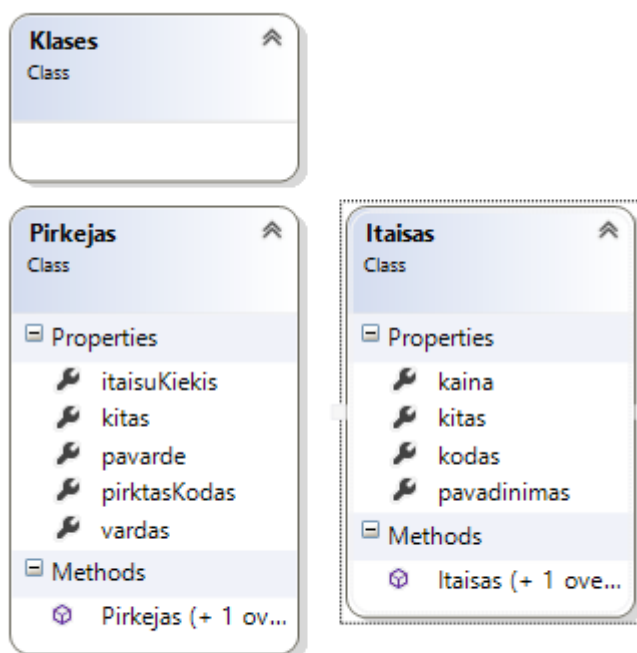 Klases
Class
Pirkejas
Class
Properties
itaisuKiekis
kitas
pavarde
pirktasKodas
vardas
Methods
Pirkejas (+ 1 ov...
Itaisas
Class
Properties
kaina
kitas
kodas
pavadinimas
Methods
Itaisas (+ 1 ove...